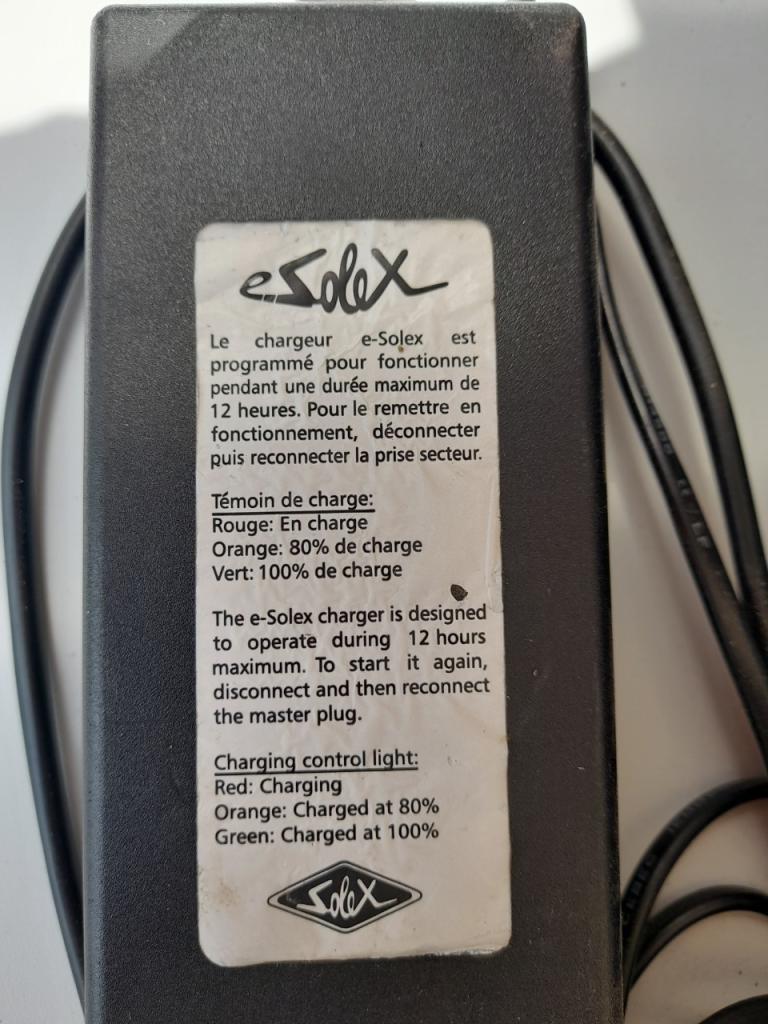 eSoleX
Le chargeur e-Solex est
programmé pour fonctionner
pendant une durée maximum de
12 heures. Pour le remettre en
fonctionnement, déconnecter
puis reconnecter la prise secteur.
Témoin de charge:
Rouge: En charge
Orange: 80% de charge
Vert: 100% de charge
The e-Solex charger is designed
to operate during 12 hours
maximum. To start it again,
disconnect and then reconnect
the master plug.
Charging control light:
Red: Charging
Orange: Charged at 80%
Green: Charged at 100%
SoleX